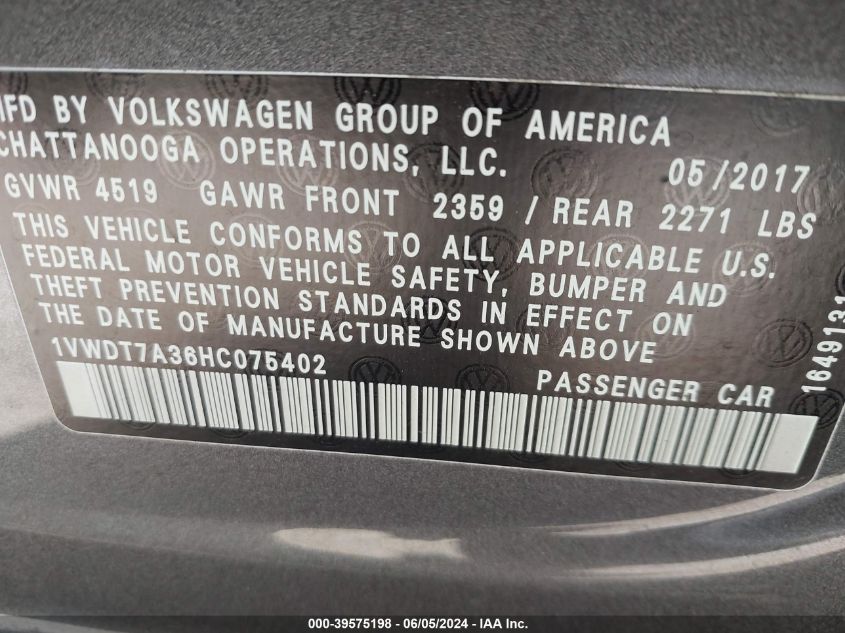 MFD BY VOLKSWAGEN GROUP OF AMERICA
CHATTANOOGA OPERATIONS, LLC. 05/2017
GVWR 4519 GAWR FRONT 2359 / REAR 2271 LBS
THIS VEHICLE CONFORMS TO ALL APPLICABLE U.S.
FEDERAL MOTOR VEHICLE SAFETY, BUMPER AND
THEFT PREVENTION STANDARDS IN EFFECT ON
THE DATE OF MANUFACTURE SHOWN ABOVE
1VWDT7A36HC075402 PASSENGER CAR
1649131
000-39575198 - 06/05/2024 - IAA Inc.